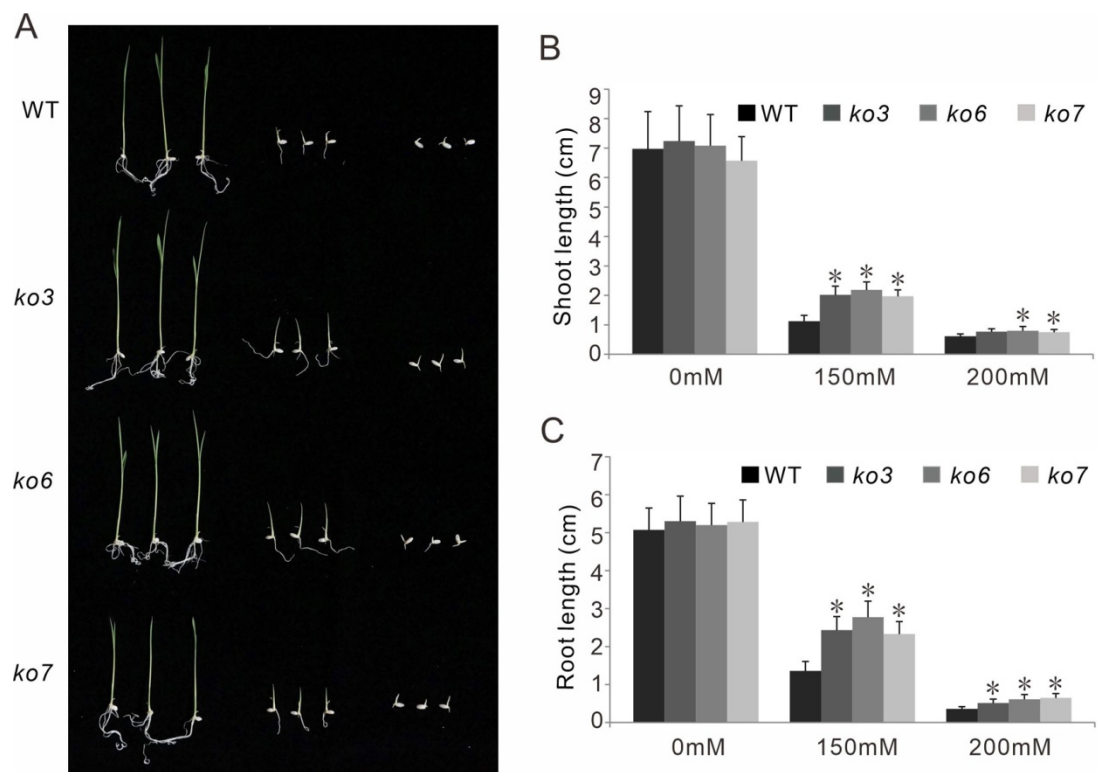 A
WT
ko3
ko6
ko7
B
9
8
7
6
5
4
3
2
1
0
Shoot length (cm)
WT ko3 ko6 ko7
* * *
* *
0mM 150mM 200mM
C
7
6
5
4
3
2
1
0
Root length (cm)
WT ko3 ko6 ko7
* * *
* * *
0mM 150mM 200mM